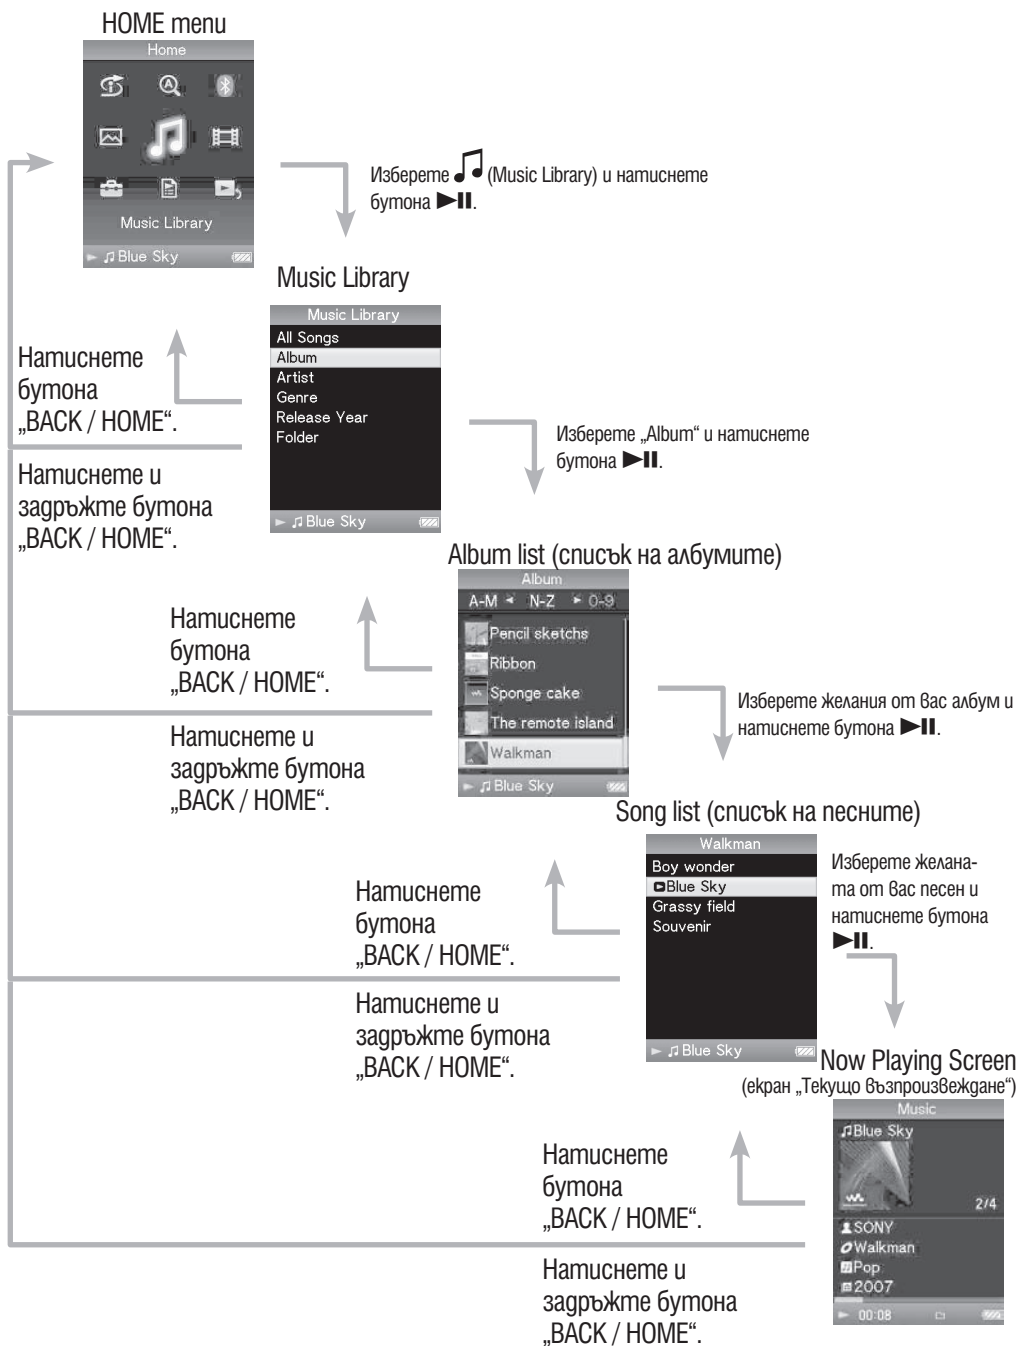 HOME menu
Home
Music Library
Blue Sky
Изберете (Music Library) и натиснете
бутона ►II.
Music Library
Music Library
All Songs
Album
Artist
Genre
Release Year
Folder
Blue Sky
Натиснете
бутона
„BACK / HOME“.
Натиснете и
задръжте бутона
„BACK / HOME“.
Изберете „Album“ и натиснете
бутона ►II.
Album list (списък на албумите)
Album
A-M N-Z 0-9
Pencil sketchs
Ribbon
Sponge cake
The remote island
Walkman
Blue Sky
Натиснете
бутона
„BACK / HOME“.
Натиснете и
задръжте бутона
„BACK / HOME“.
Изберете желания от вас албум и
натиснете бутона ►II.
Song list (списък на песните)
Walkman
Boy wonder
Blue Sky
Grassy field
Souvenir
Blue Sky
Изберете желана-
та от вас песен и
натиснете бутона
►II.
Натиснете
бутона
„BACK / HOME“.
Натиснете и
задръжте бутона
„BACK / HOME“.
Now Playing Screen
(екран „Текущо възпроизвеждане“)
Music
Blue Sky
2/4
SONY
Walkman
Pop
2007
00:08
Натиснете
бутона
„BACK / HOME“.
Натиснете и
задръжте бутона
„BACK / HOME“.